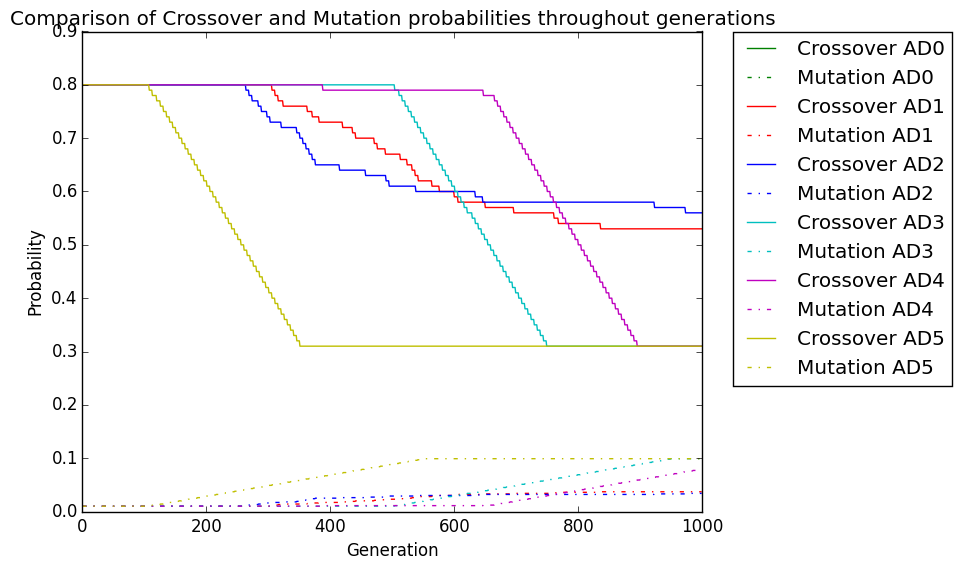 Comparison of Crossover and Mutation probabilities throughout generations
0.9
0.8
0.7
0.6
0.5
0.4
0.3
0.2
0.1
0.0
Probability
0 200 400 600 800 1000
Generation
Crossover AD0
Mutation AD0
Crossover AD1
Mutation AD1
Crossover AD2
Mutation AD2
Crossover AD3
Mutation AD3
Crossover AD4
Mutation AD4
Crossover AD5
Mutation AD5